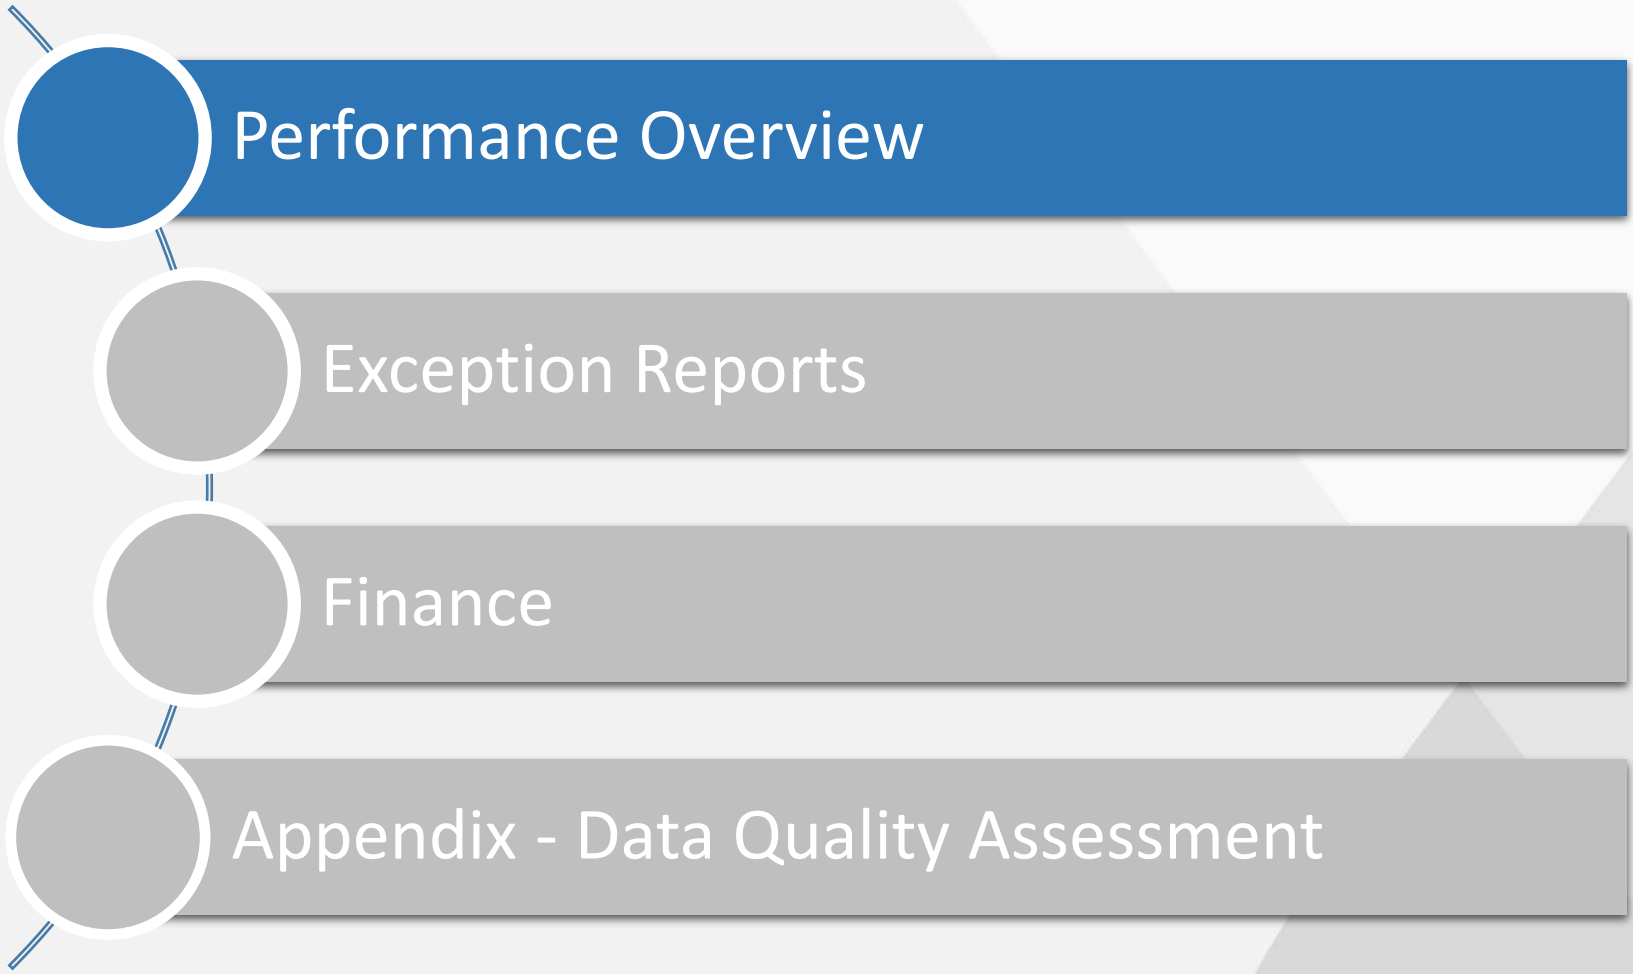 Performance Overview
Exception Reports
Finance
Appendix - Data Quality Assessment